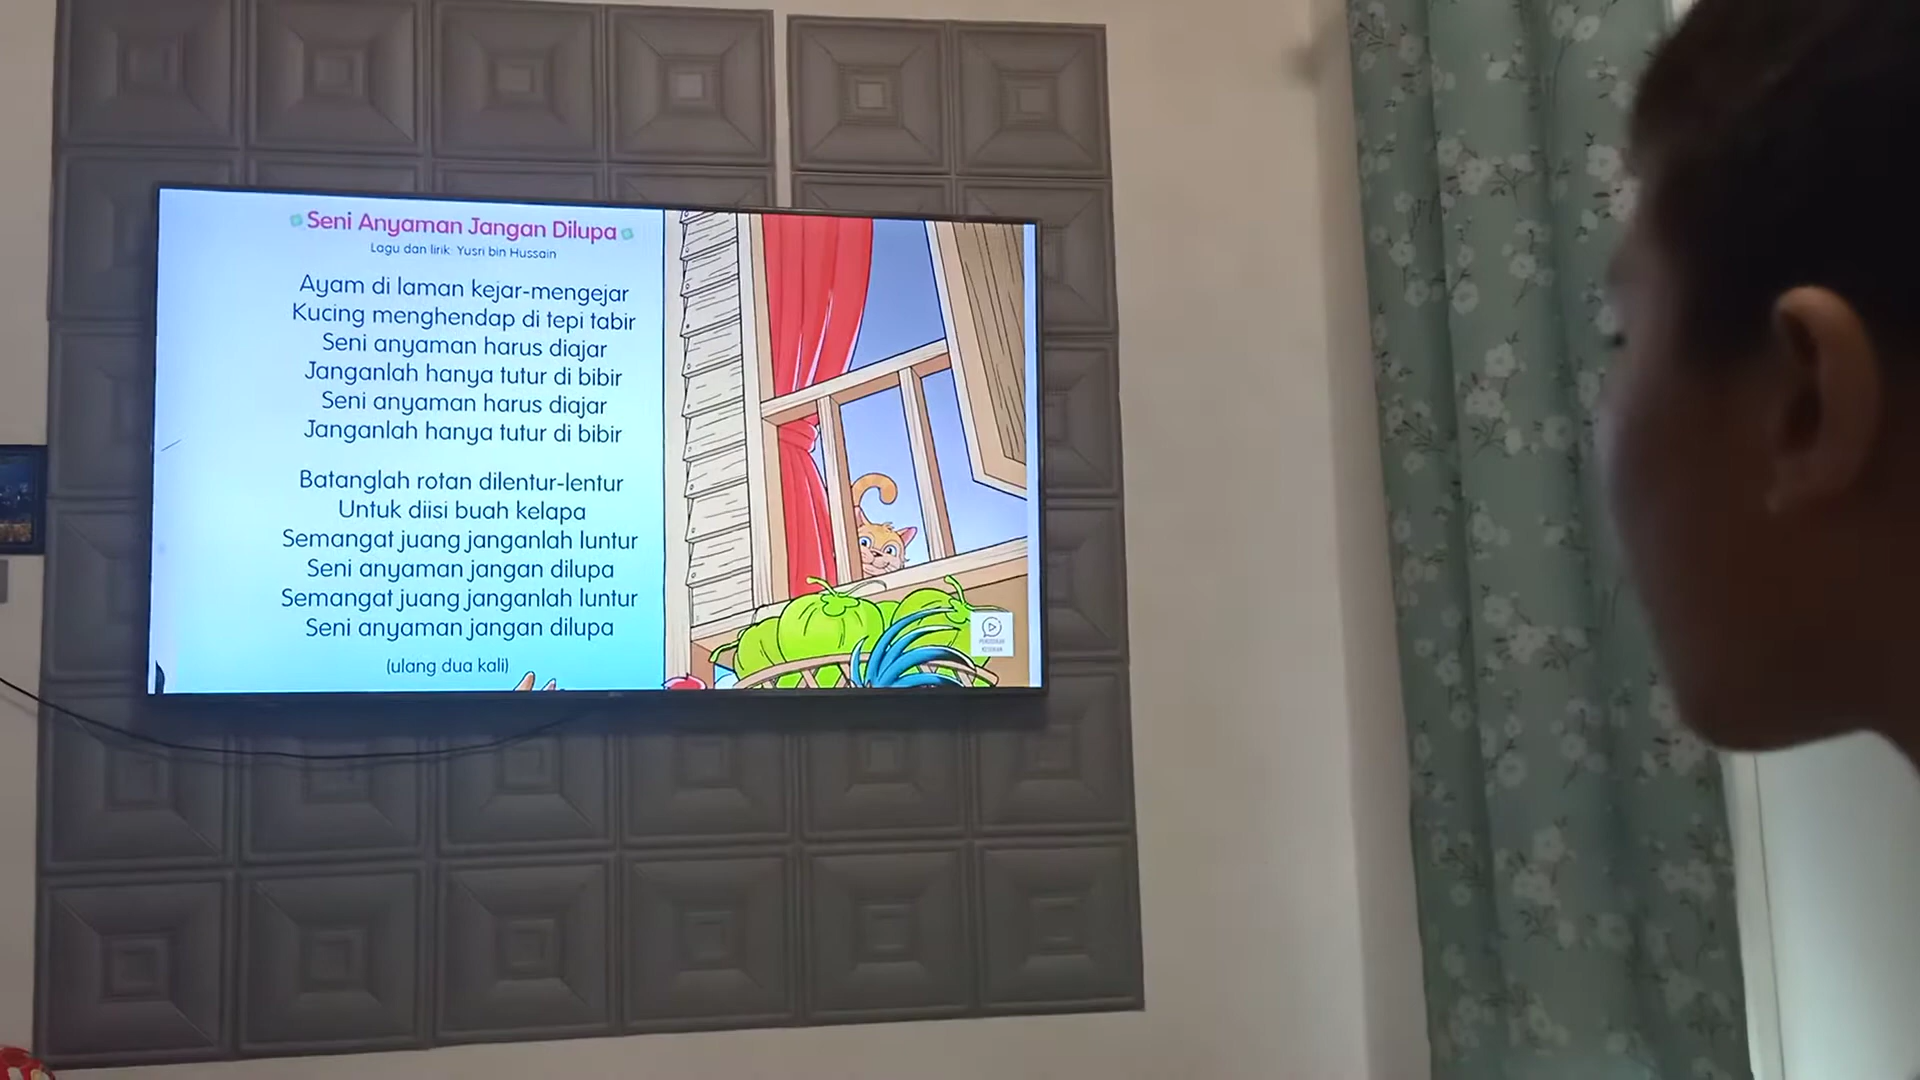 Seni Anyaman Jangan Dilupa
Lagu dan lirik: Yusri bin Hussain
Ayam di laman kejar-mengejar
Kucing menghendap di tepi tabir
Seni anyaman harus diajar
Janganlah hanya tutur di bibir
Seni anyaman harus diajar
Janganlah hanya tutur di bibir
Batanglah rotan dilentur-lentur
Untuk diisi buah kelapa
Semangat juang janganlah luntur
Seni anyaman jangan dilupa
Semangat juang janganlah luntur
Seni anyaman jangan dilupa
(ulang dua kali)